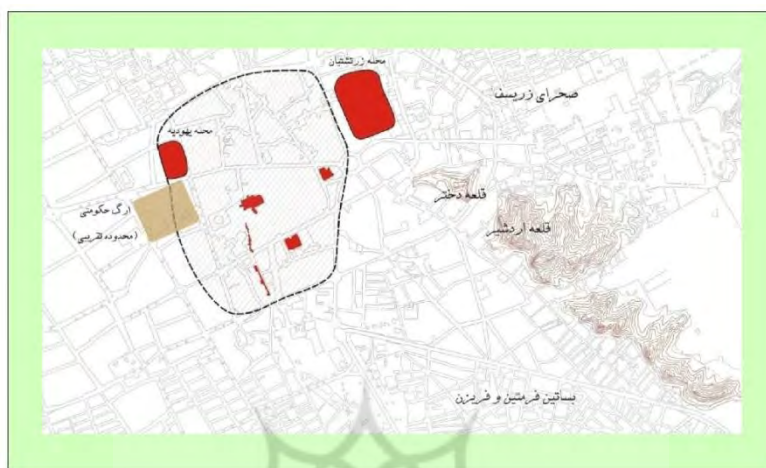 محله زرتشتیان
صحرای زریسف
محله یهودیه
قلعه دختر
ارگ حکومتی
(محدوده تقریبی)
قلعه اردشیر
بساتین فرمتین و فریزن